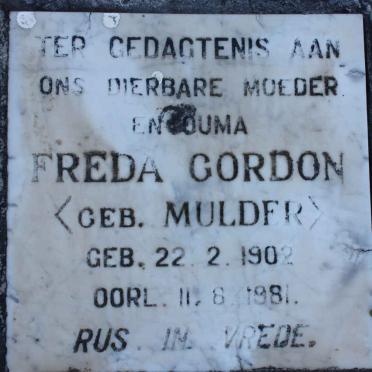 TER GEDAGTENIS AAN
ONS DIERBARE MOEDER
EN OUMA
FREDA GORDON
<GEB. MULDER>
GEB. 22. 2. 1902
OORL. 11. 8. 1981.
RUS IN VREDE.